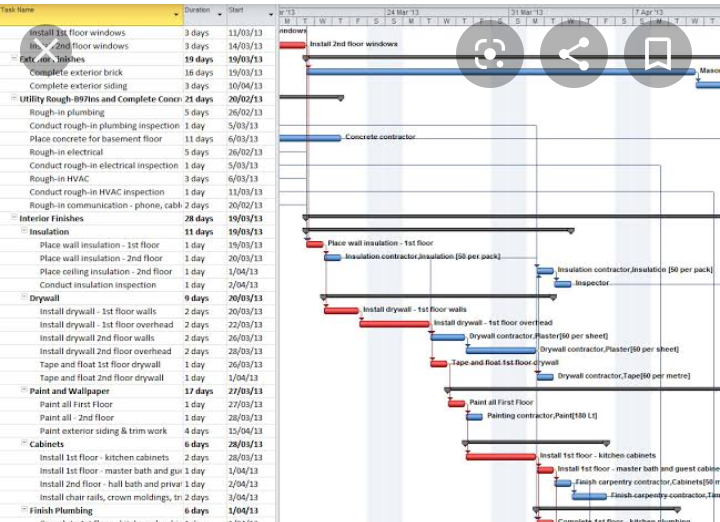 Task Name Duration Start r '13 24 Mar '13 31 Mar '13 7 Apr '13
M T W T F S S M T W T F S S M T W T F S S M T W T
Install 1st floor windows 3 days 11/03/13
Install 2nd floor windows 3 days 14/03/13 Install 2nd floor windows
Exterior Finishes 19 days 19/03/13
Complete exterior brick 16 days 19/03/13
Complete exterior siding 3 days 10/04/13
Utility Rough-B97Ins and Complete Concre 21 days 20/02/13
Rough-in plumbing 5 days 26/02/13
Conduct rough-in plumbing inspection 1 day 5/03/13
Place concrete for basement floor 11 days 6/03/13 Concrete contractor
Rough-in electrical 5 days 26/02/13
Conduct rough-in electrical inspection 1 day 5/03/13
Rough-in HVAC 3 days 6/03/13
Conduct rough-in HVAC inspection 1 day 11/03/13
Rough-in communication - phone, cabl 2 days 20/02/13
Interior Finishes 28 days 19/03/13
Insulation 11 days 19/03/13
Place wall insulation - 1st floor 1 day 19/03/13 Place wall insulation - 1st floor
Place wall insulation - 2nd floor 1 day 20/03/13 Insulation contractor,Insulation [50 per pack]
Place ceiling insulation - 2nd floor 1 day 1/04/13 Insulation contractor,Insulation [50 per pack]
Conduct insulation inspection 1 day 2/04/13 Inspector
Drywall 9 days 20/03/13
Install drywall - 1st floor walls 2 days 20/03/13 Install drywall - 1st floor walls
Install drywall - 1st floor overhead 2 days 22/03/13 Install drywall - 1st floor overhead
Install drywall 2nd floor walls 2 days 26/03/13 Drywall contractor,Plaster[60 per sheet]
Install drywall 2nd floor overhead 2 days 28/03/13 Drywall contractor,Plaster[60 per sheet]
Tape and float 1st floor drywall 1 day 26/03/13 Tape and float 1st floor drywall
Tape and float 2nd floor drywall 1 day 1/04/13 Drywall contractor,Tape[60 per metre]
Paint and Wallpaper 17 days 27/03/13
Paint all First Floor 1 day 27/03/13 Paint all First Floor
Paint all - 2nd floor 1 day 28/03/13 Painting contractor,Paint[180 Lt]
Paint exterior siding & trim work 4 days 15/04/13
Cabinets 6 days 28/03/13
Install 1st floor - kitchen cabinets 2 days 28/03/13 Install 1st floor - kitchen cabinets
Install 1st floor - master bath and gu 1 day 1/04/13 Install 1st floor - master bath and guest cabine
Install 2nd floor - hall bath and privat 1 day 2/04/13 Finish carpentry contractor,Cabinets[50 m
Install chair rails, crown moldings, tri 2 days 3/04/13 Finish carpentry contractor,Tim
Finish Plumbing 6 days 1/04/13